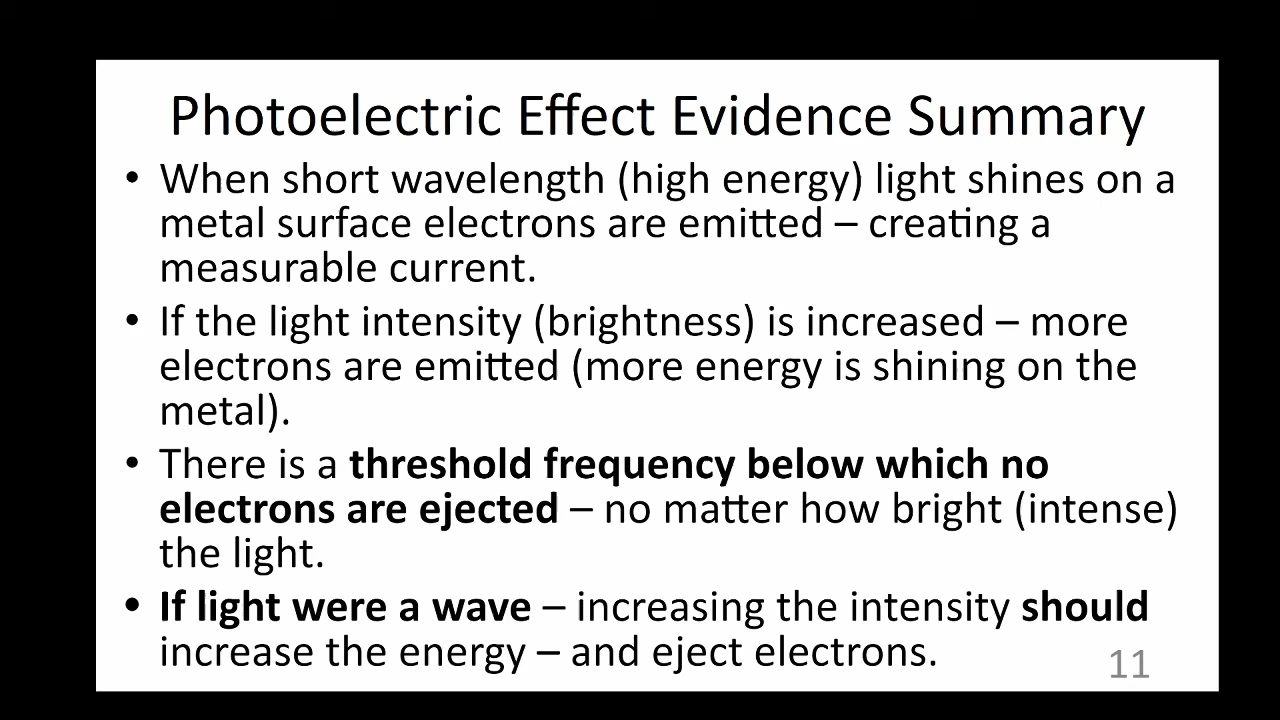 Photoelectric Effect Evidence Summary
• When short wavelength (high energy) light shines on a
metal surface electrons are emitted – creating a
measurable current.
• If the light intensity (brightness) is increased – more
electrons are emitted (more energy is shining on the
metal).
• There is a threshold frequency below which no
electrons are ejected – no matter how bright (intense)
the light.
• If light were a wave – increasing the intensity should
increase the energy – and eject electrons.
11